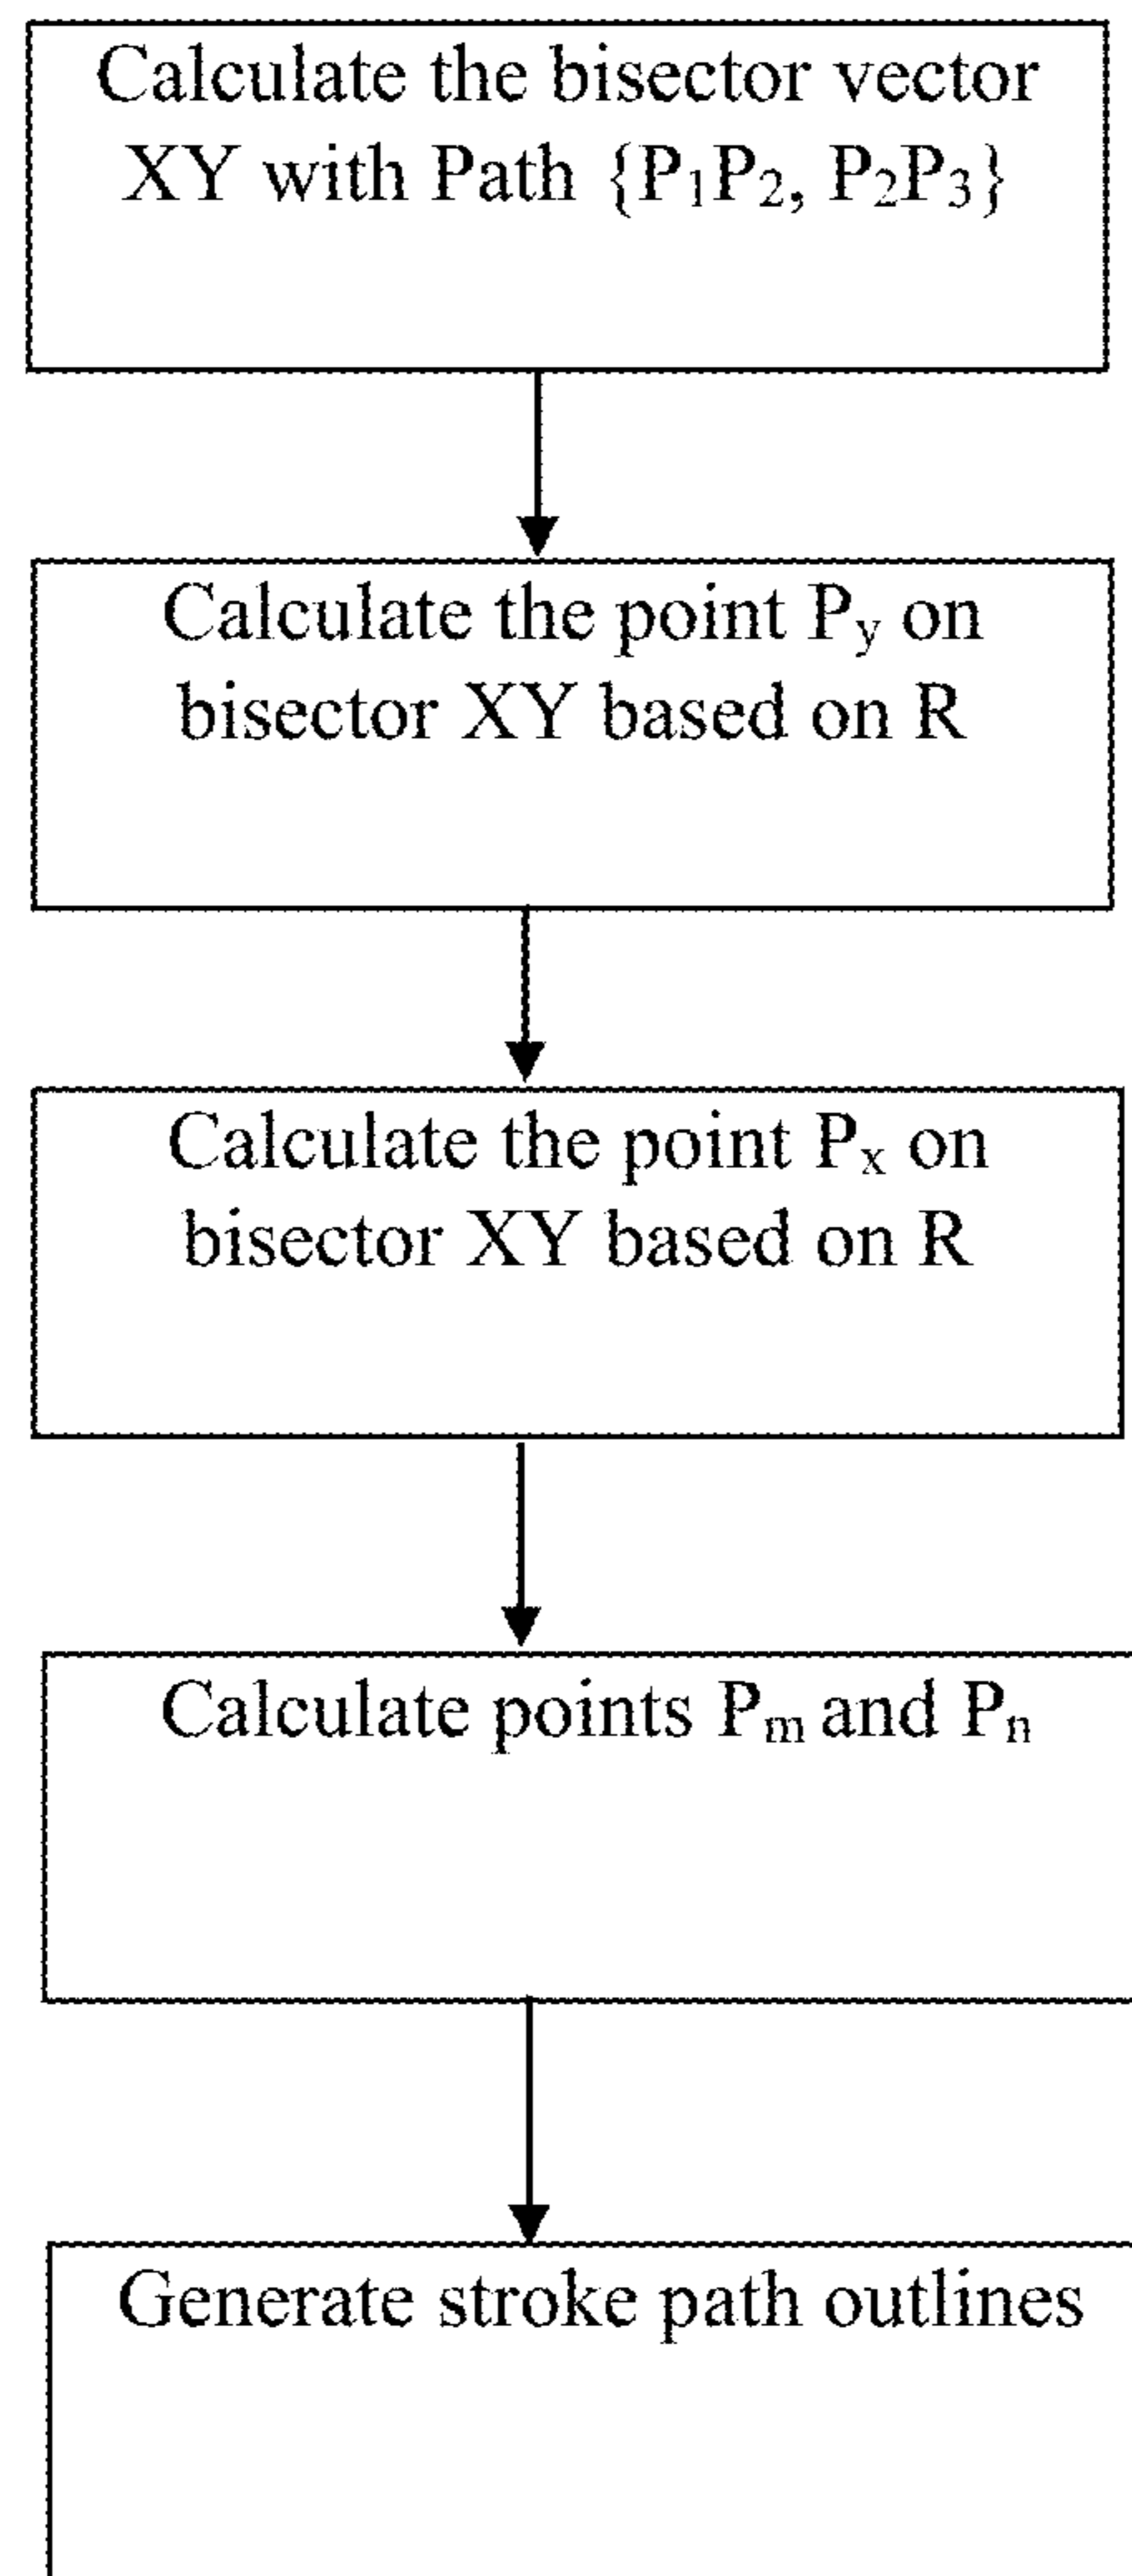 Calculate the bisector vector
XY with Path {P₁P₂, P₂P₃}
Calculate the point Pᵧ on
bisector XY based on R
Calculate the point Pₓ on
bisector XY based on R
Calculate points Pₘ and Pₙ
Generate stroke path outlines